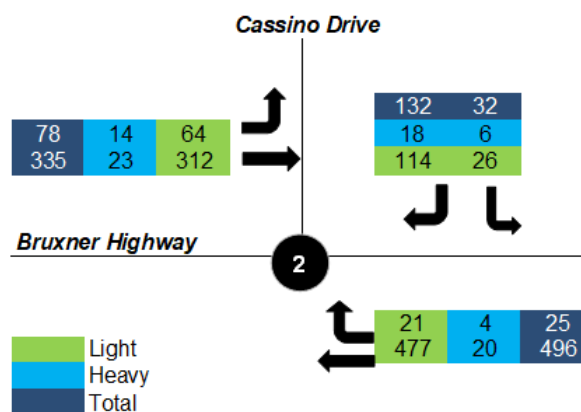 Cassino Drive
78 14 64
335 23 312
132 32
18 6
114 26
Bruxner Highway
2
21 4 25
477 20 496
Light
Heavy
Total